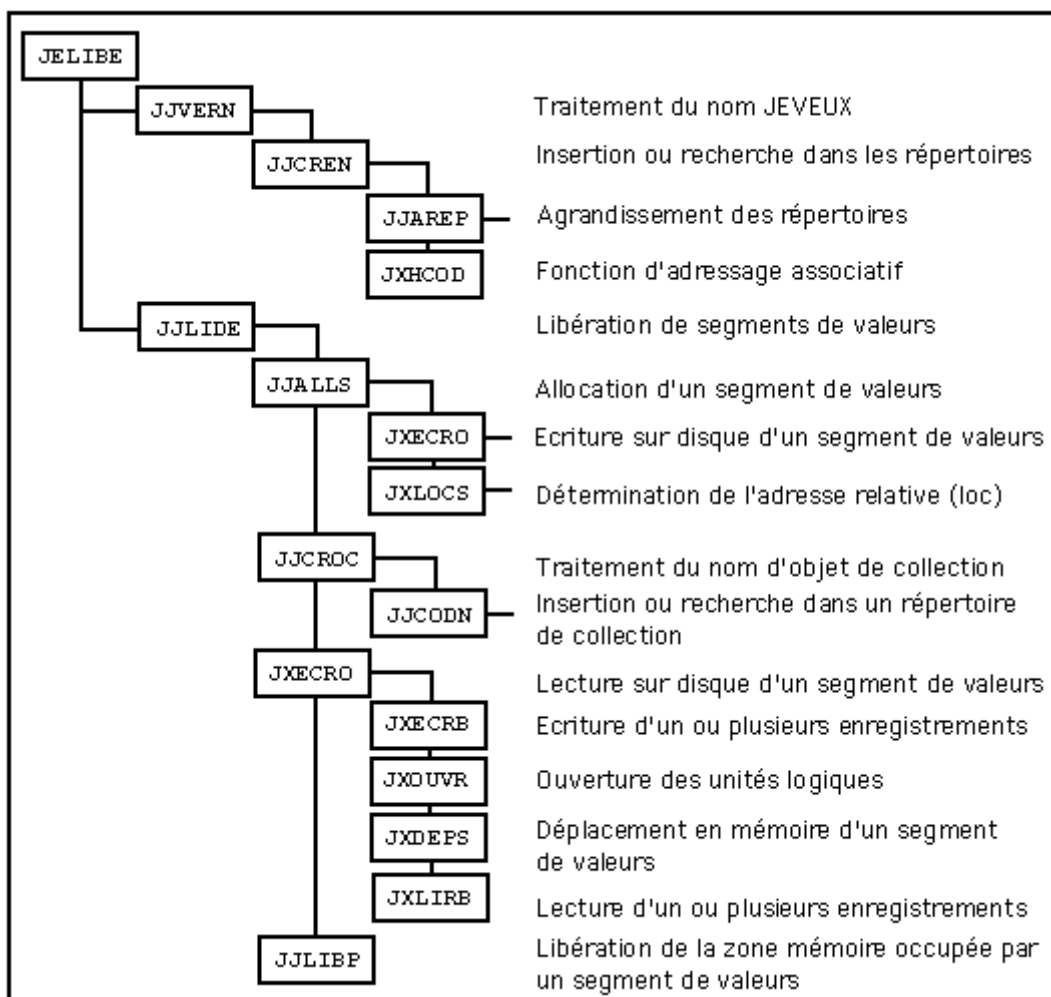 JELIBE
JJVERN Traitement du nom JEVEUX
JJCREN Insertion ou recherche dans les répertoires
JJAREP Agrandissement des répertoires
JXHCOD Fonction d'adressage associatif
JJLIDE Libération de segments de valeurs
JJALLS Allocation d'un segment de valeurs
JXECRO Ecriture sur disque d'un segment de valeurs
JXLOCS Détermination de l'adresse relative (loc)
JJCROC Traitement du nom d'objet de collection
JJCODN Insertion ou recherche dans un répertoire
de collection
JXECRO Lecture sur disque d'un segment de valeurs
JXECRB Ecriture d'un ou plusieurs enregistrements
JXOUVR Ouverture des unités logiques
JXDEPS Déplacement en mémoire d'un segment
de valeurs
JXLIRB Lecture d'un ou plusieurs enregistrements
JJLIBP Libération de la zone mémoire occupée par
un segment de valeurs